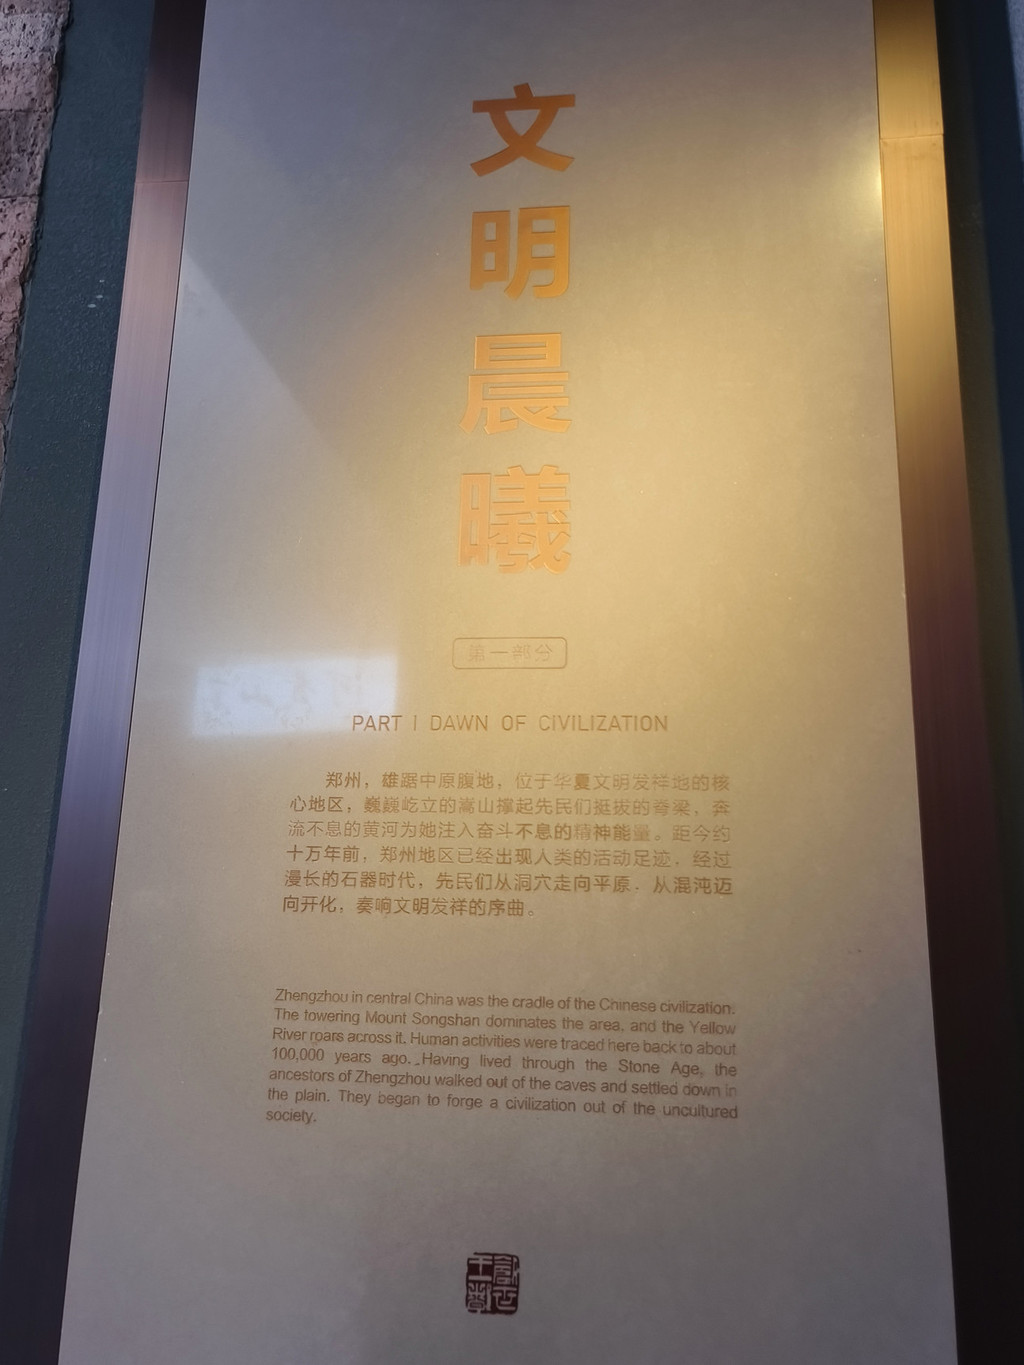 文明晨曦
第一部分
PART I DAWN OF CIVILIZATION
郑州，雄踞中原腹地，位于华夏文明发祥地的核
心地区，巍巍屹立的嵩山撑起先民们挺拔的脊梁，奔
流不息的黄河为她注入奋斗不息的精神能量。距今约
十万年前，郑州地区已经出现人类的活动足迹，经过
漫长的石器时代，先民们从洞穴走向平原，从混沌迈
向开化，奏响文明发祥的序曲。
Zhengzhou in central China was the cradle of the Chinese civilization.
The towering Mount Songshan dominates the area, and the Yellow
River roars across it. Human activities were traced here back to about
100,000 years ago. Having lived through the Stone Age, the
ancestors of Zhengzhou walked out of the caves and settled down in
the plain. They began to forge a civilization out of the uncultured
society.